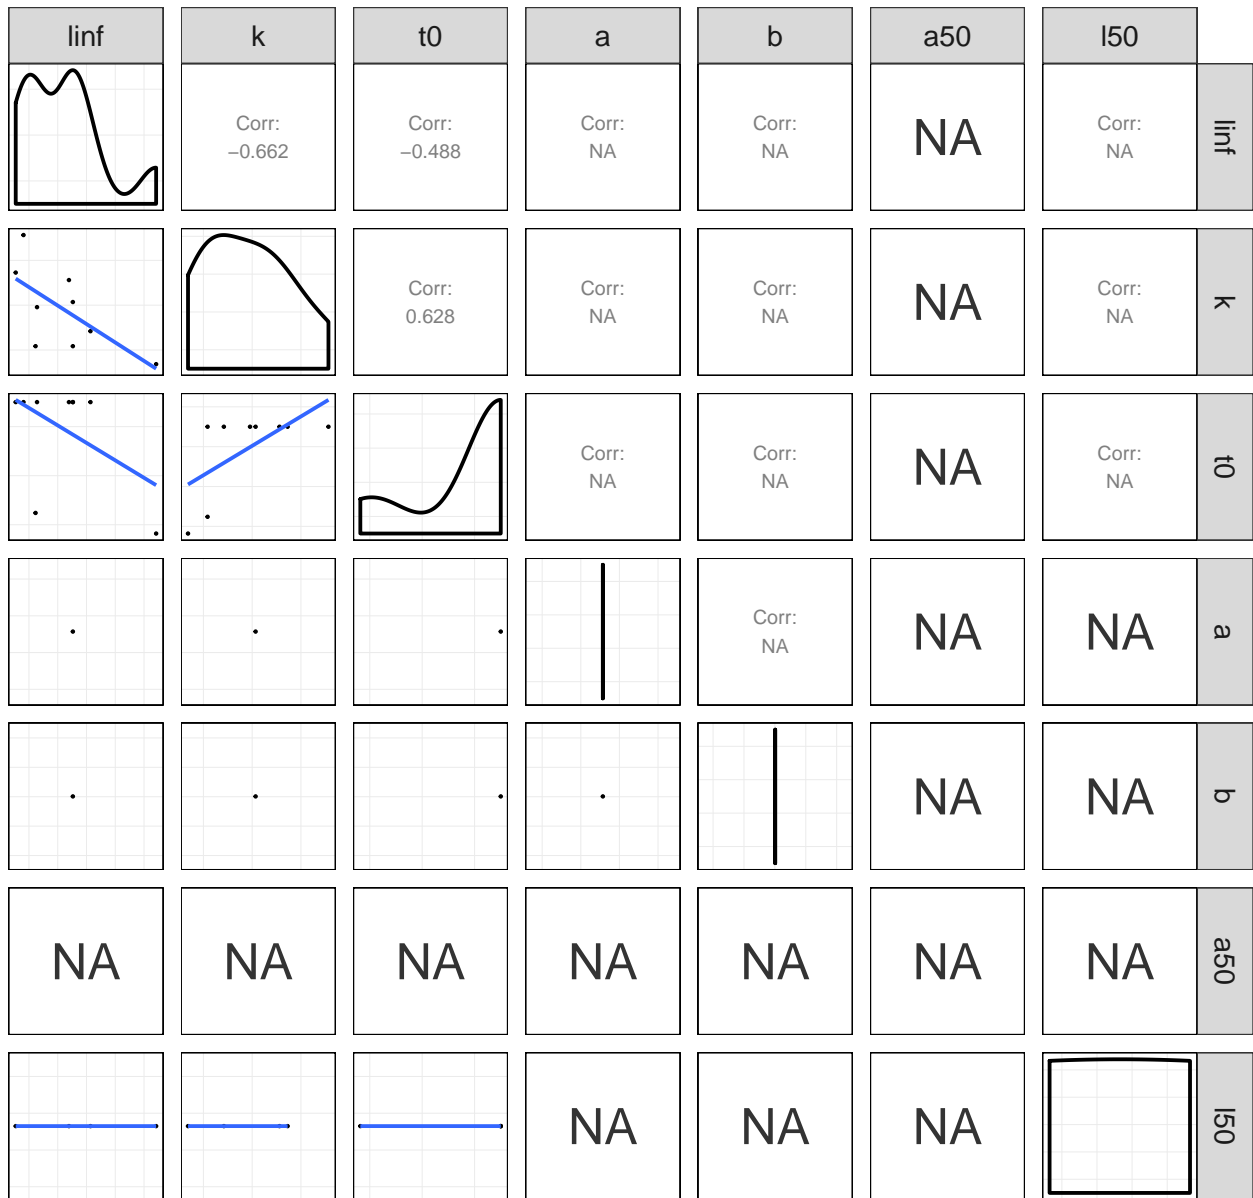 linf k t0 a b a50 l50
Corr: Corr: Corr: Corr: NA Corr:
−0.662 −0.488 NA NA NA
linf
Corr: Corr: Corr: NA Corr:
0.628 NA NA NA
k
Corr: Corr: NA Corr:
NA NA NA
t0
Corr: NA NA
NA
a
NA NA
b
NA NA NA NA NA NA NA
a50
NA NA NA
l50